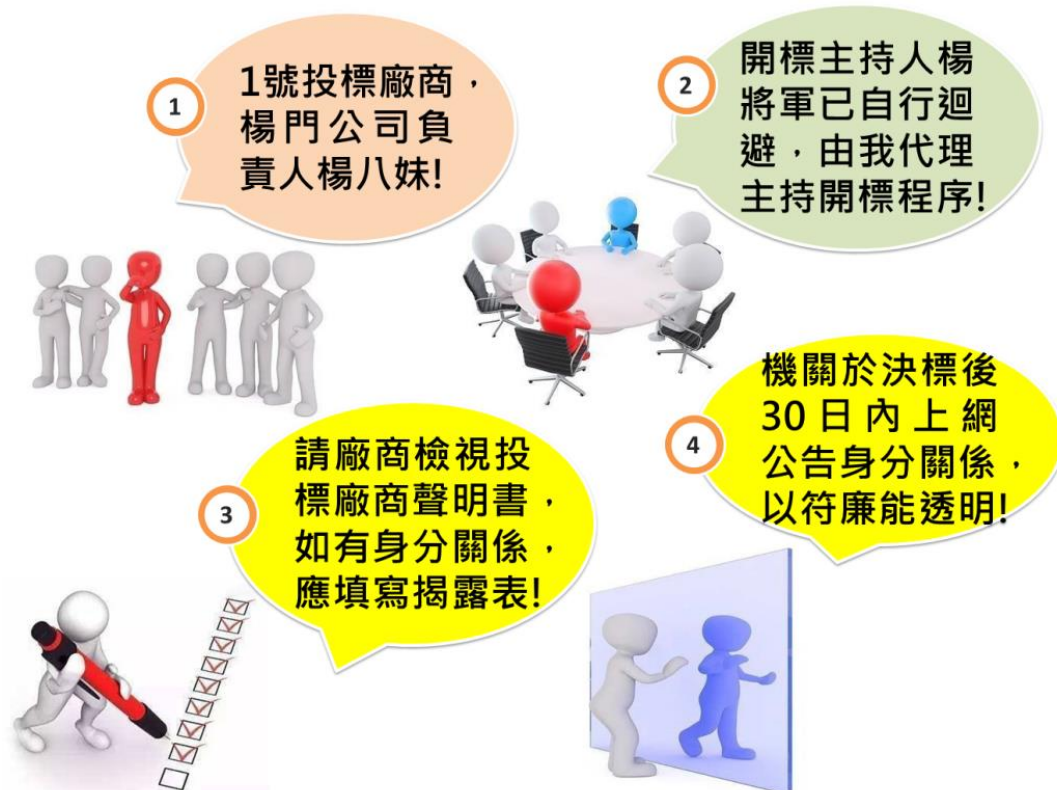 1
1號投標廠商，
楊門公司負
責人楊八妹!
2
開標主持人楊
將軍已自行迴
避，由我代理
主持開標程序!
3
請廠商檢視投
標廠商聲明書，
如有身分關係，
應填寫揭露表!
4
機關於決標後
30日內上網
公告身分關係，
以符廉能透明!